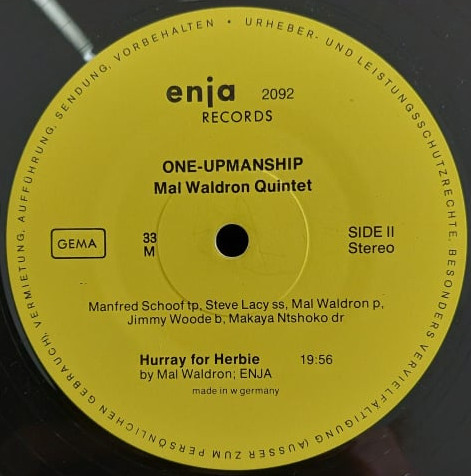 URHEBER- UND LEISTUNGSSCHUTZRECHTE, BESONDERS VERVIELFÄLTIGUNG (AUSSER ZUM PERSÖNLICHEN GEBRAUCH), VERMIETUNG, AUFFÜHRUNG, SENDUNG, VORBEHALTEN •
enja 2092
RECORDS
ONE-UPMANSHIP
Mal Waldron Quintet
GEMA
33
M
SIDE II
Stereo
Manfred Schoof tp, Steve Lacy ss, Mal Waldron p,
Jimmy Woode b, Makaya Ntshoko dr
Hurray for Herbie 19:56
by Mal Waldron; ENJA
made in w germany